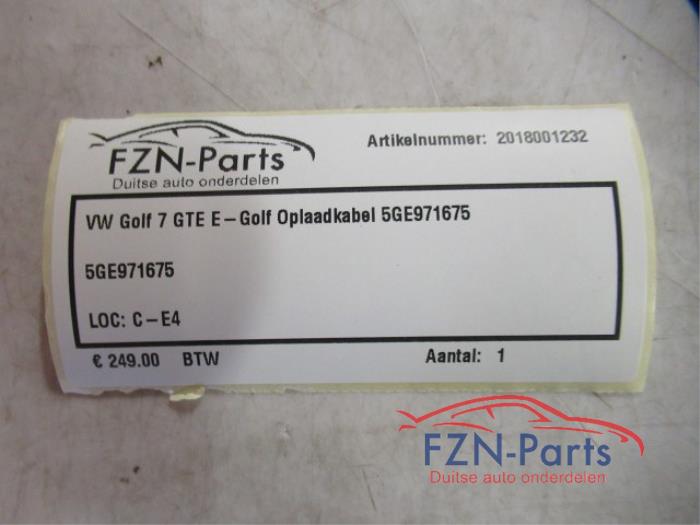 FZN-Parts
Duitse auto onderdelen
Artikelnummer: 2018001232
VW Golf 7 GTE E-Golf Oplaadkabel 5GE971675
5GE971675
LOC: C-E4
€ 249.00 BTW
Aantal: 1
FZN-Parts
Duitse auto onderdelen